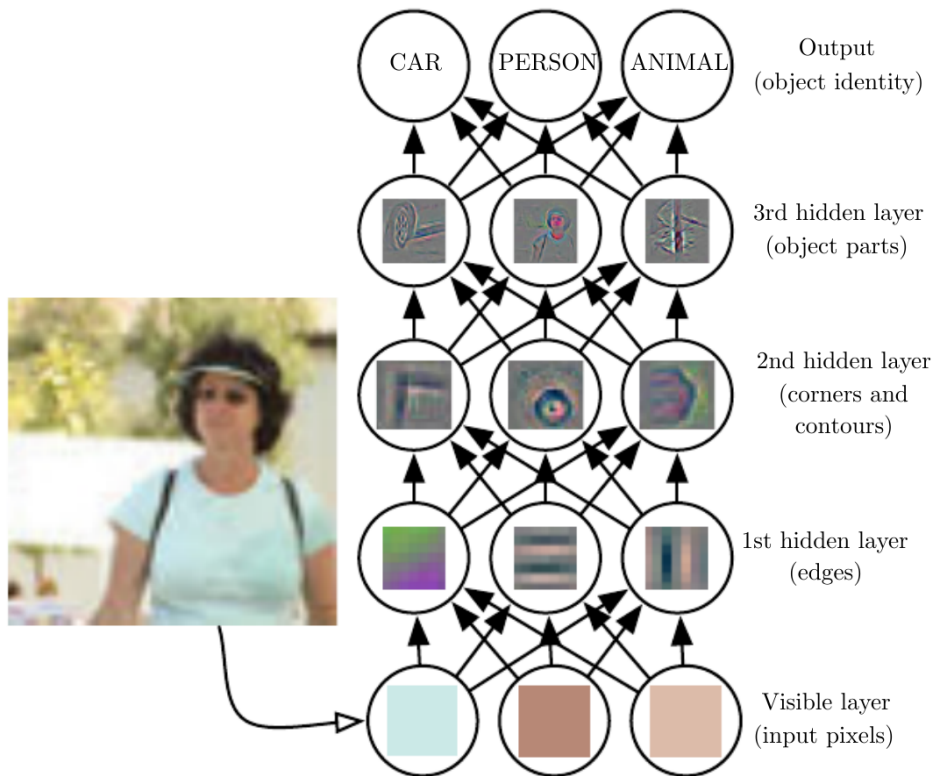 CAR
PERSON
ANIMAL
Output
(object identity)
3rd hidden layer
(object parts)
2nd hidden layer
(corners and
contours)
1st hidden layer
(edges)
Visible layer
(input pixels)